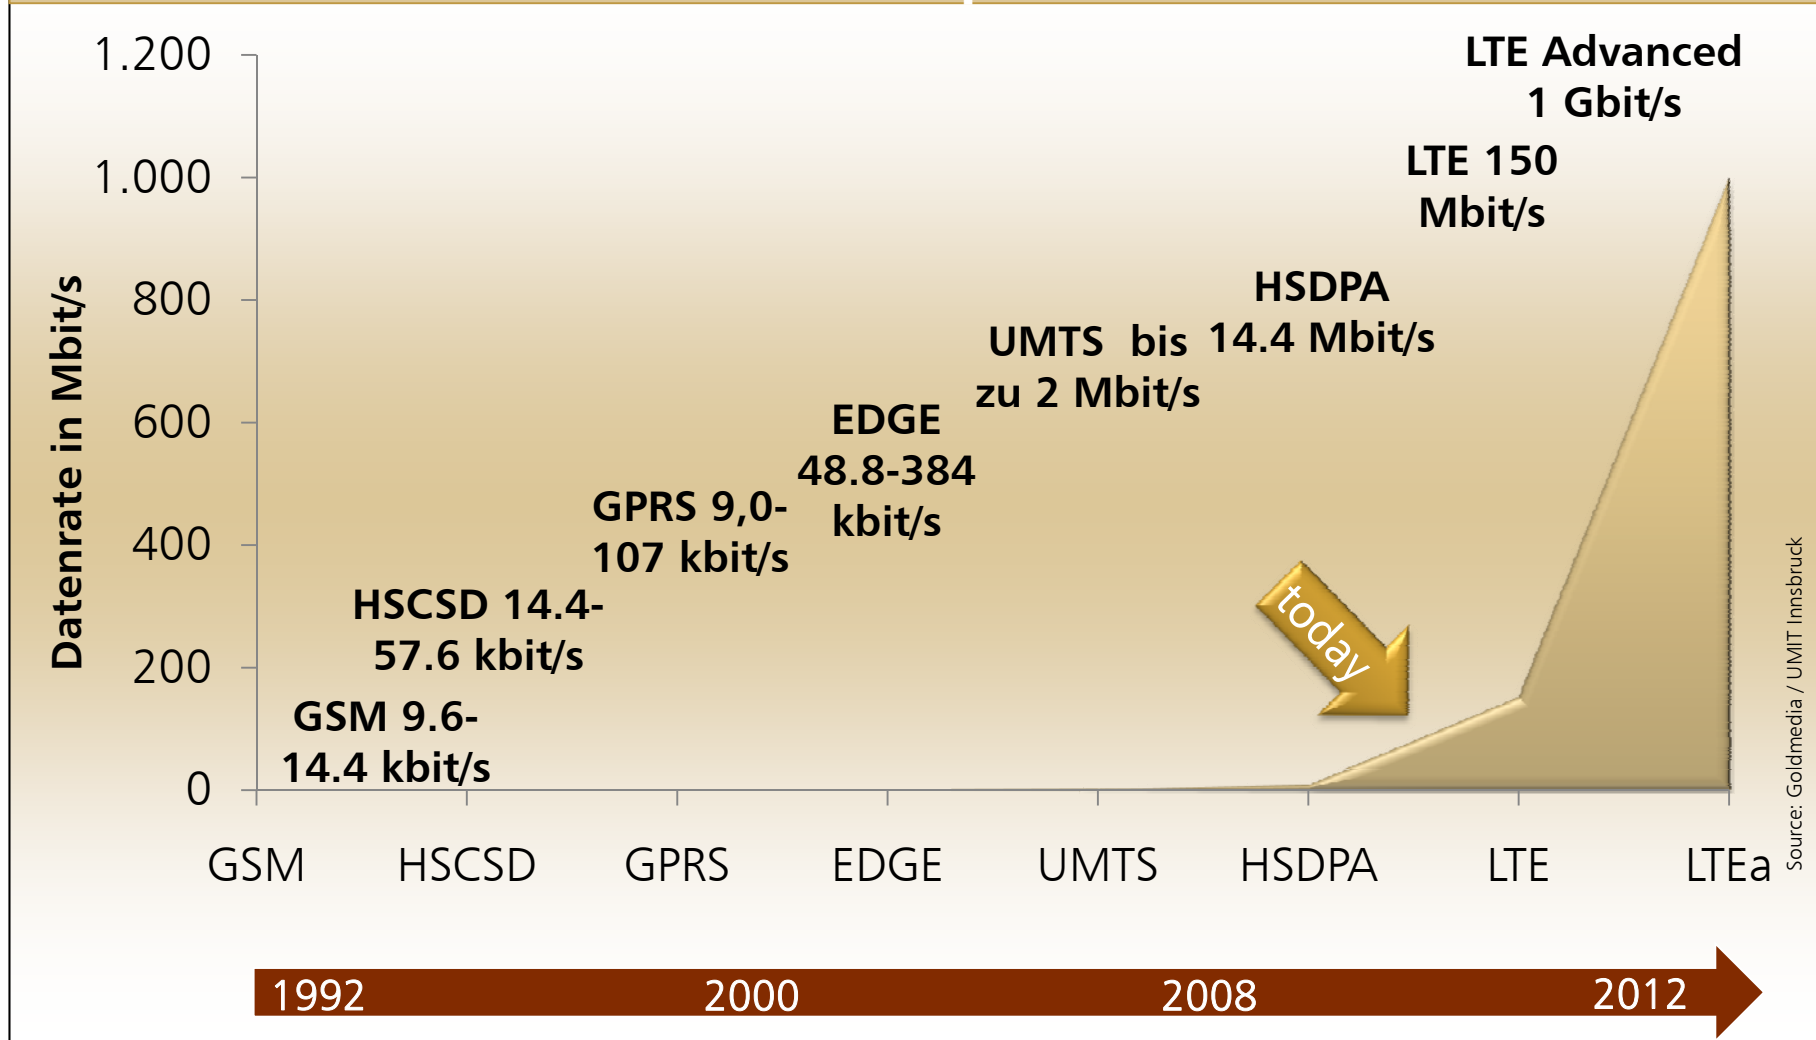 1.200
1.000
800
600
400
200
0
Datenrate in Mbit/s
LTE Advanced
1 Gbit/s
LTE 150
Mbit/s
HSDPA
14.4 Mbit/s
UMTS  bis
zu 2 Mbit/s
EDGE
48.8-384
kbit/s
GPRS 9,0-
107 kbit/s
HSCSD 14.4-
57.6 kbit/s
GSM 9.6-
14.4 kbit/s
today
GSM HSCSD GPRS EDGE UMTS HSDPA LTE LTEa
1992 2000 2008 2012
Source: Goldmedia / UMIT Innsbruck